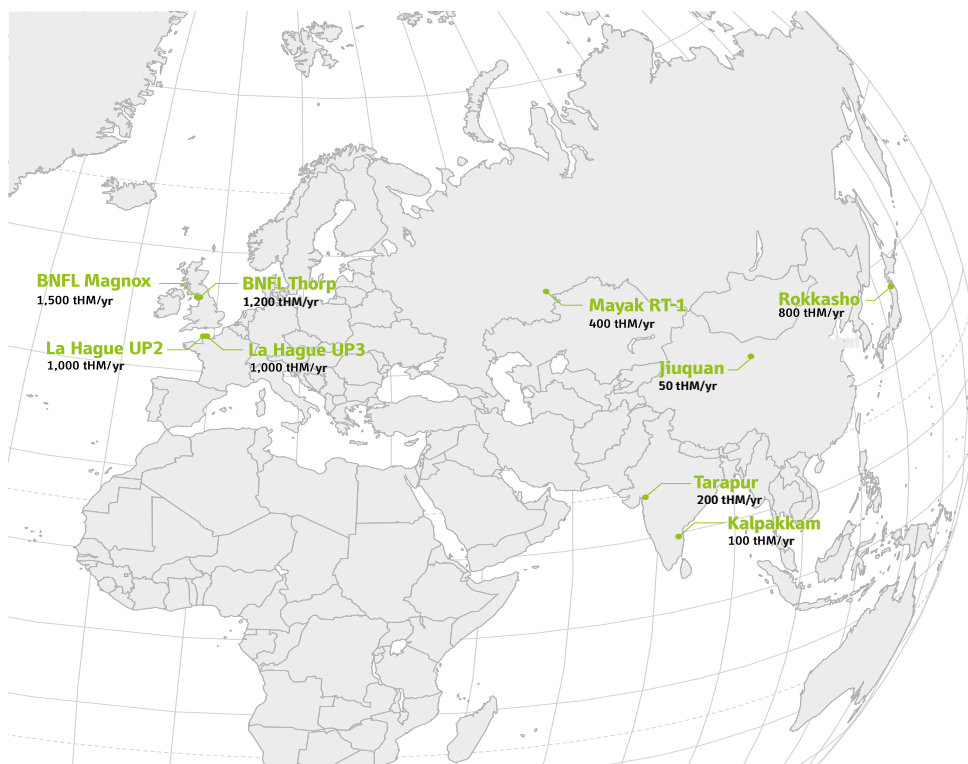 BNFL Magnox
1,500 tHM/yr
BNFL Thorp
1,200 tHM/yr
La Hague UP2
1,000 tHM/yr
La Hague UP3
1,000 tHM/yr
Mayak RT-1
400 tHM/yr
Rokkasho
800 tHM/yr
Jiuquan
50 tHM/yr
Tarapur
200 tHM/yr
Kalpakkam
100 tHM/yr